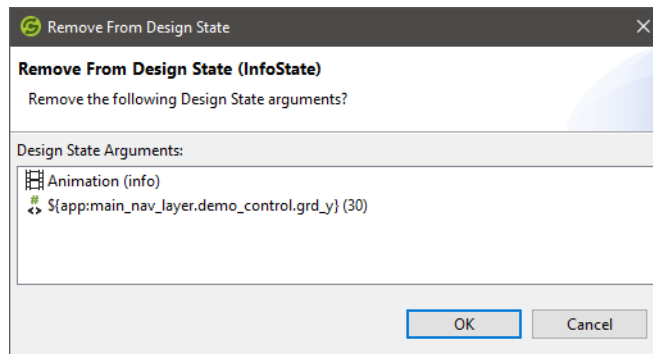 Remove From Design State
Remove From Design State (InfoState)
Remove the following Design State arguments?
Design State Arguments:
Animation (info)
${app:main_nav_layer.demo_control.grd_y} (30)
OK
Cancel